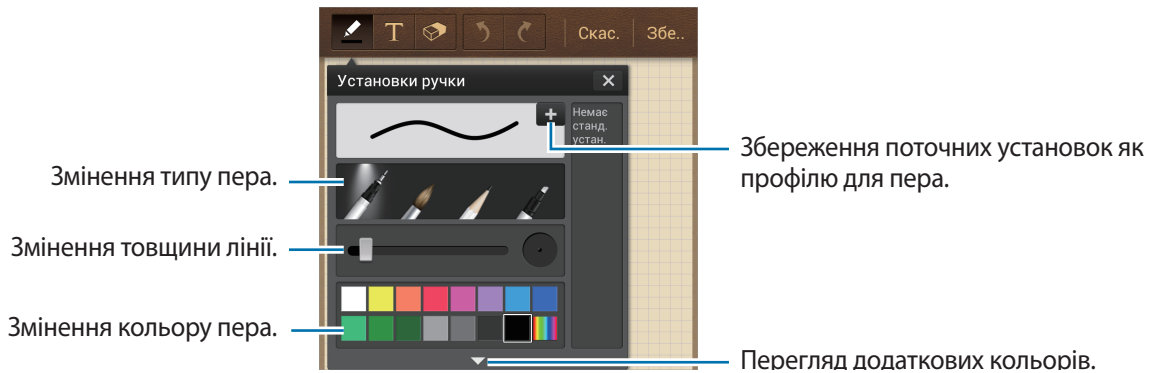 T
Скас.
Збе..
Установки ручки
Немає
станд.
устан.
Збереження поточних установок як
профілю для пера.
Змінення типу пера.
Змінення товщини лінії.
Змінення кольору пера.
Перегляд додаткових кольорів.